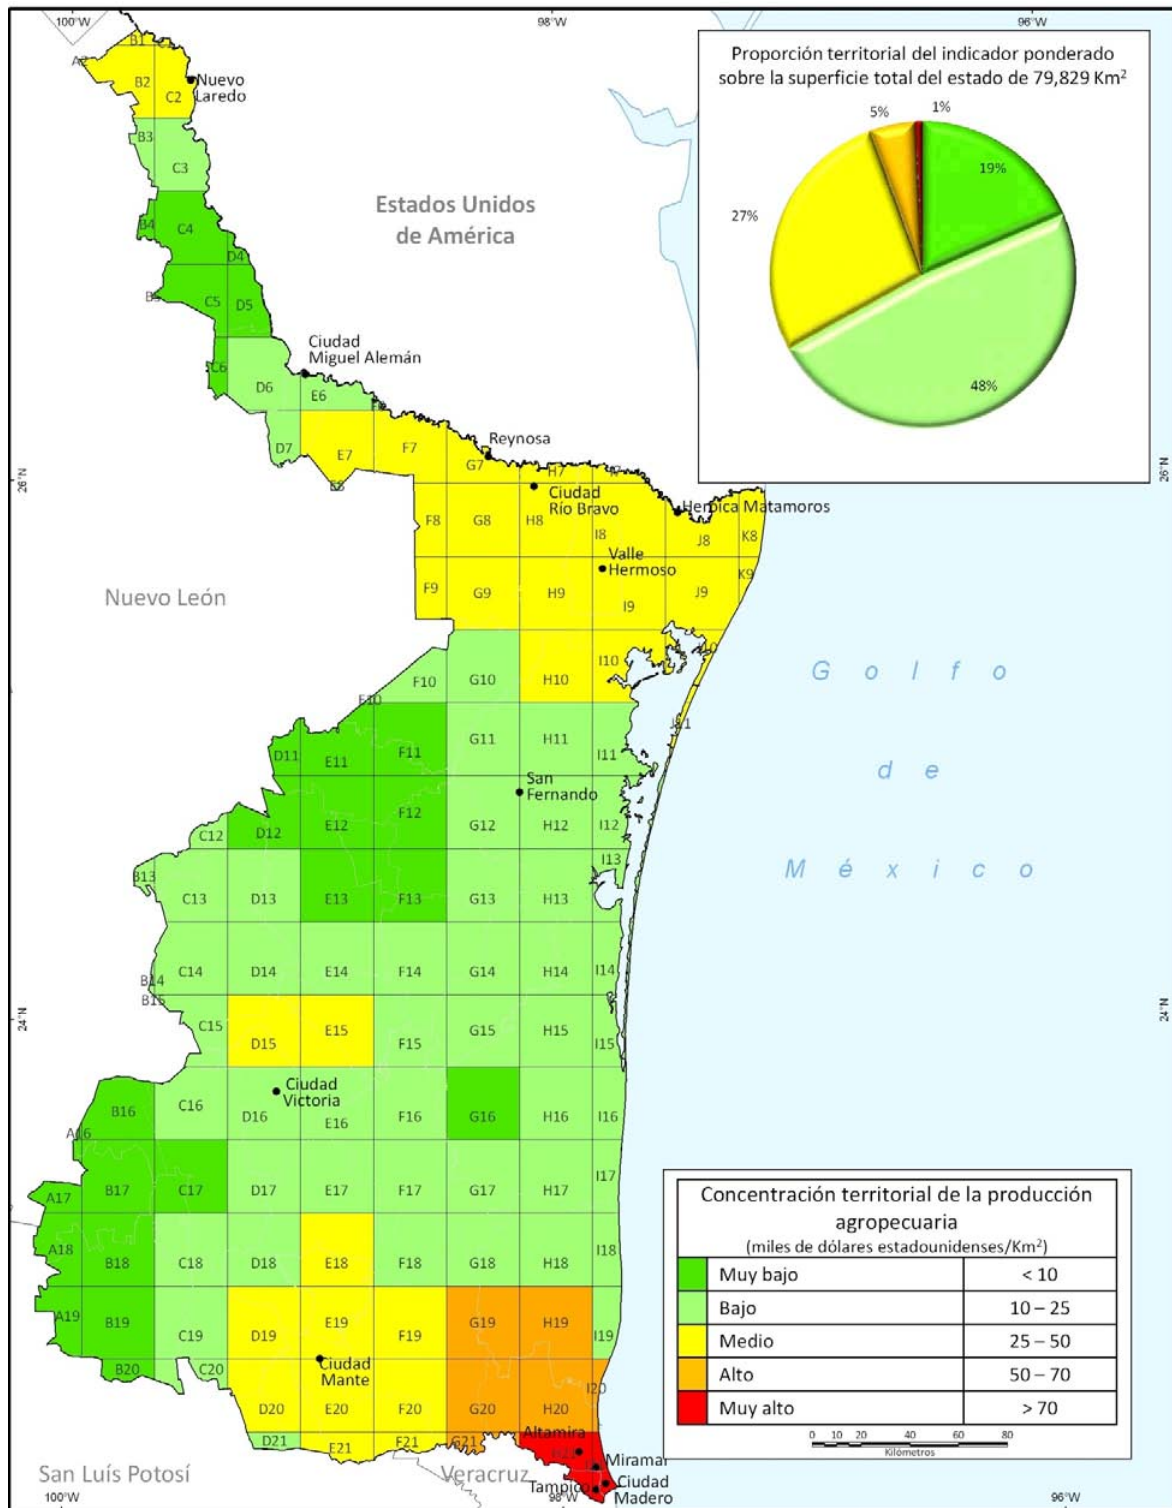 100°W
98°W
96°W
Proporción territorial del indicador ponderado
sobre la superficie total del estado de 79,829 Km²
5%
1%
19%
27%
48%
B1
A2
B2
C2
Nuevo
Laredo
B3
C3
Estados Unidos
de América
B4
C4
D4
C5
D5
Ciudad
Miguel Alemán
C6
D6
E6
D7
E7
F7
Reynosa
G7
H7
26°N
26°N
Ciudad
Río Bravo
Heroica Matamoros
F8
G8
H8
I8
J8
K8
Valle
Hermoso
F9
G9
H9
I9
J9
K9
Nuevo León
F10
G10
H10
I10
E10
Golfo
de
México
D11
E11
F11
G11
H11
I11
San
Fernando
C12
D12
E12
F12
G12
H12
I12
B13
C13
D13
E13
F13
G13
H13
I13
B14
C14
D14
E14
F14
G14
H14
I14
B15
C15
D15
E15
F15
G15
H15
I15
24°N
24°N
Ciudad
Victoria
A16
B16
C16
D16
E16
F16
G16
H16
I16
A17
B17
C17
D17
E17
F17
G17
H17
I17
A18
B18
C18
D18
E18
F18
G18
H18
I18
A19
B19
C19
D19
E19
F19
G19
H19
I19
Ciudad
Mante
B20
C20
D20
E20
F20
G20
H20
I20
D21
E21
F21
G21
Altamira
Miramar
Tampico
Ciudad
Madero
San Luís Potosí
Veracruz
Concentración territorial de la producción
agropecuaria
(miles de dólares estadounidenses/Km²)
Muy bajo < 10
Bajo 10 – 25
Medio 25 – 50
Alto 50 – 70
Muy alto > 70
0 10 20 40 60 80
Kilómetros
100°W
98°W
96°W